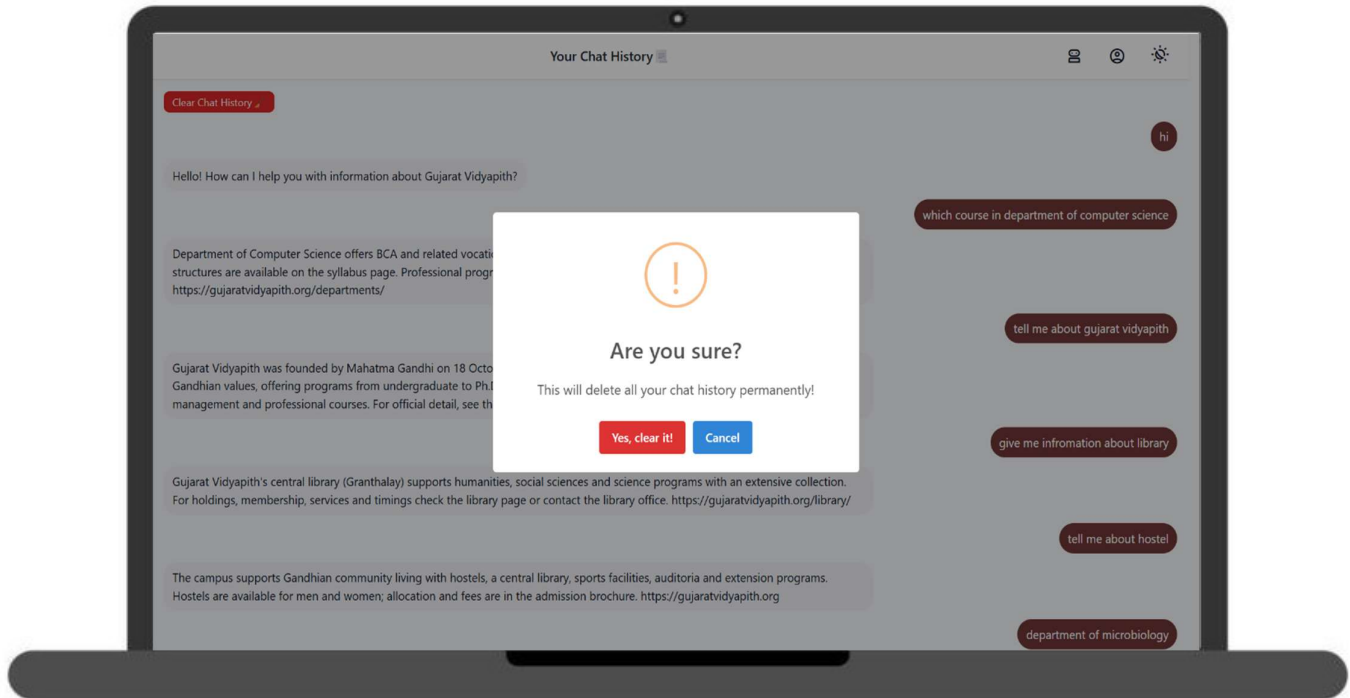 Your Chat History
Clear Chat History
hi
Hello! How can I help you with information about Gujarat Vidyapith?
which course in department of computer science
Department of Computer Science offers BCA and related vocati
structures are available on the syllabus page. Professional progr
https://gujaratvidyapith.org/departments/
tell me about gujarat vidyapith
Gujarat Vidyapith was founded by Mahatma Gandhi on 18 Octo
Gandhian values, offering programs from undergraduate to Ph.D
management and professional courses. For official detail, see th
!
Are you sure?
This will delete all your chat history permanently!
Yes, clear it!
Cancel
give me infromation about library
Gujarat Vidyapith's central library (Granthalay) supports humanities, social sciences and science programs with an extensive collection.
For holdings, membership, services and timings check the library page or contact the library office. https://gujaratvidyapith.org/library/
tell me about hostel
The campus supports Gandhian community living with hostels, a central library, sports facilities, auditoria and extension programs.
Hostels are available for men and women; allocation and fees are in the admission brochure. https://gujaratvidyapith.org
department of microbiology